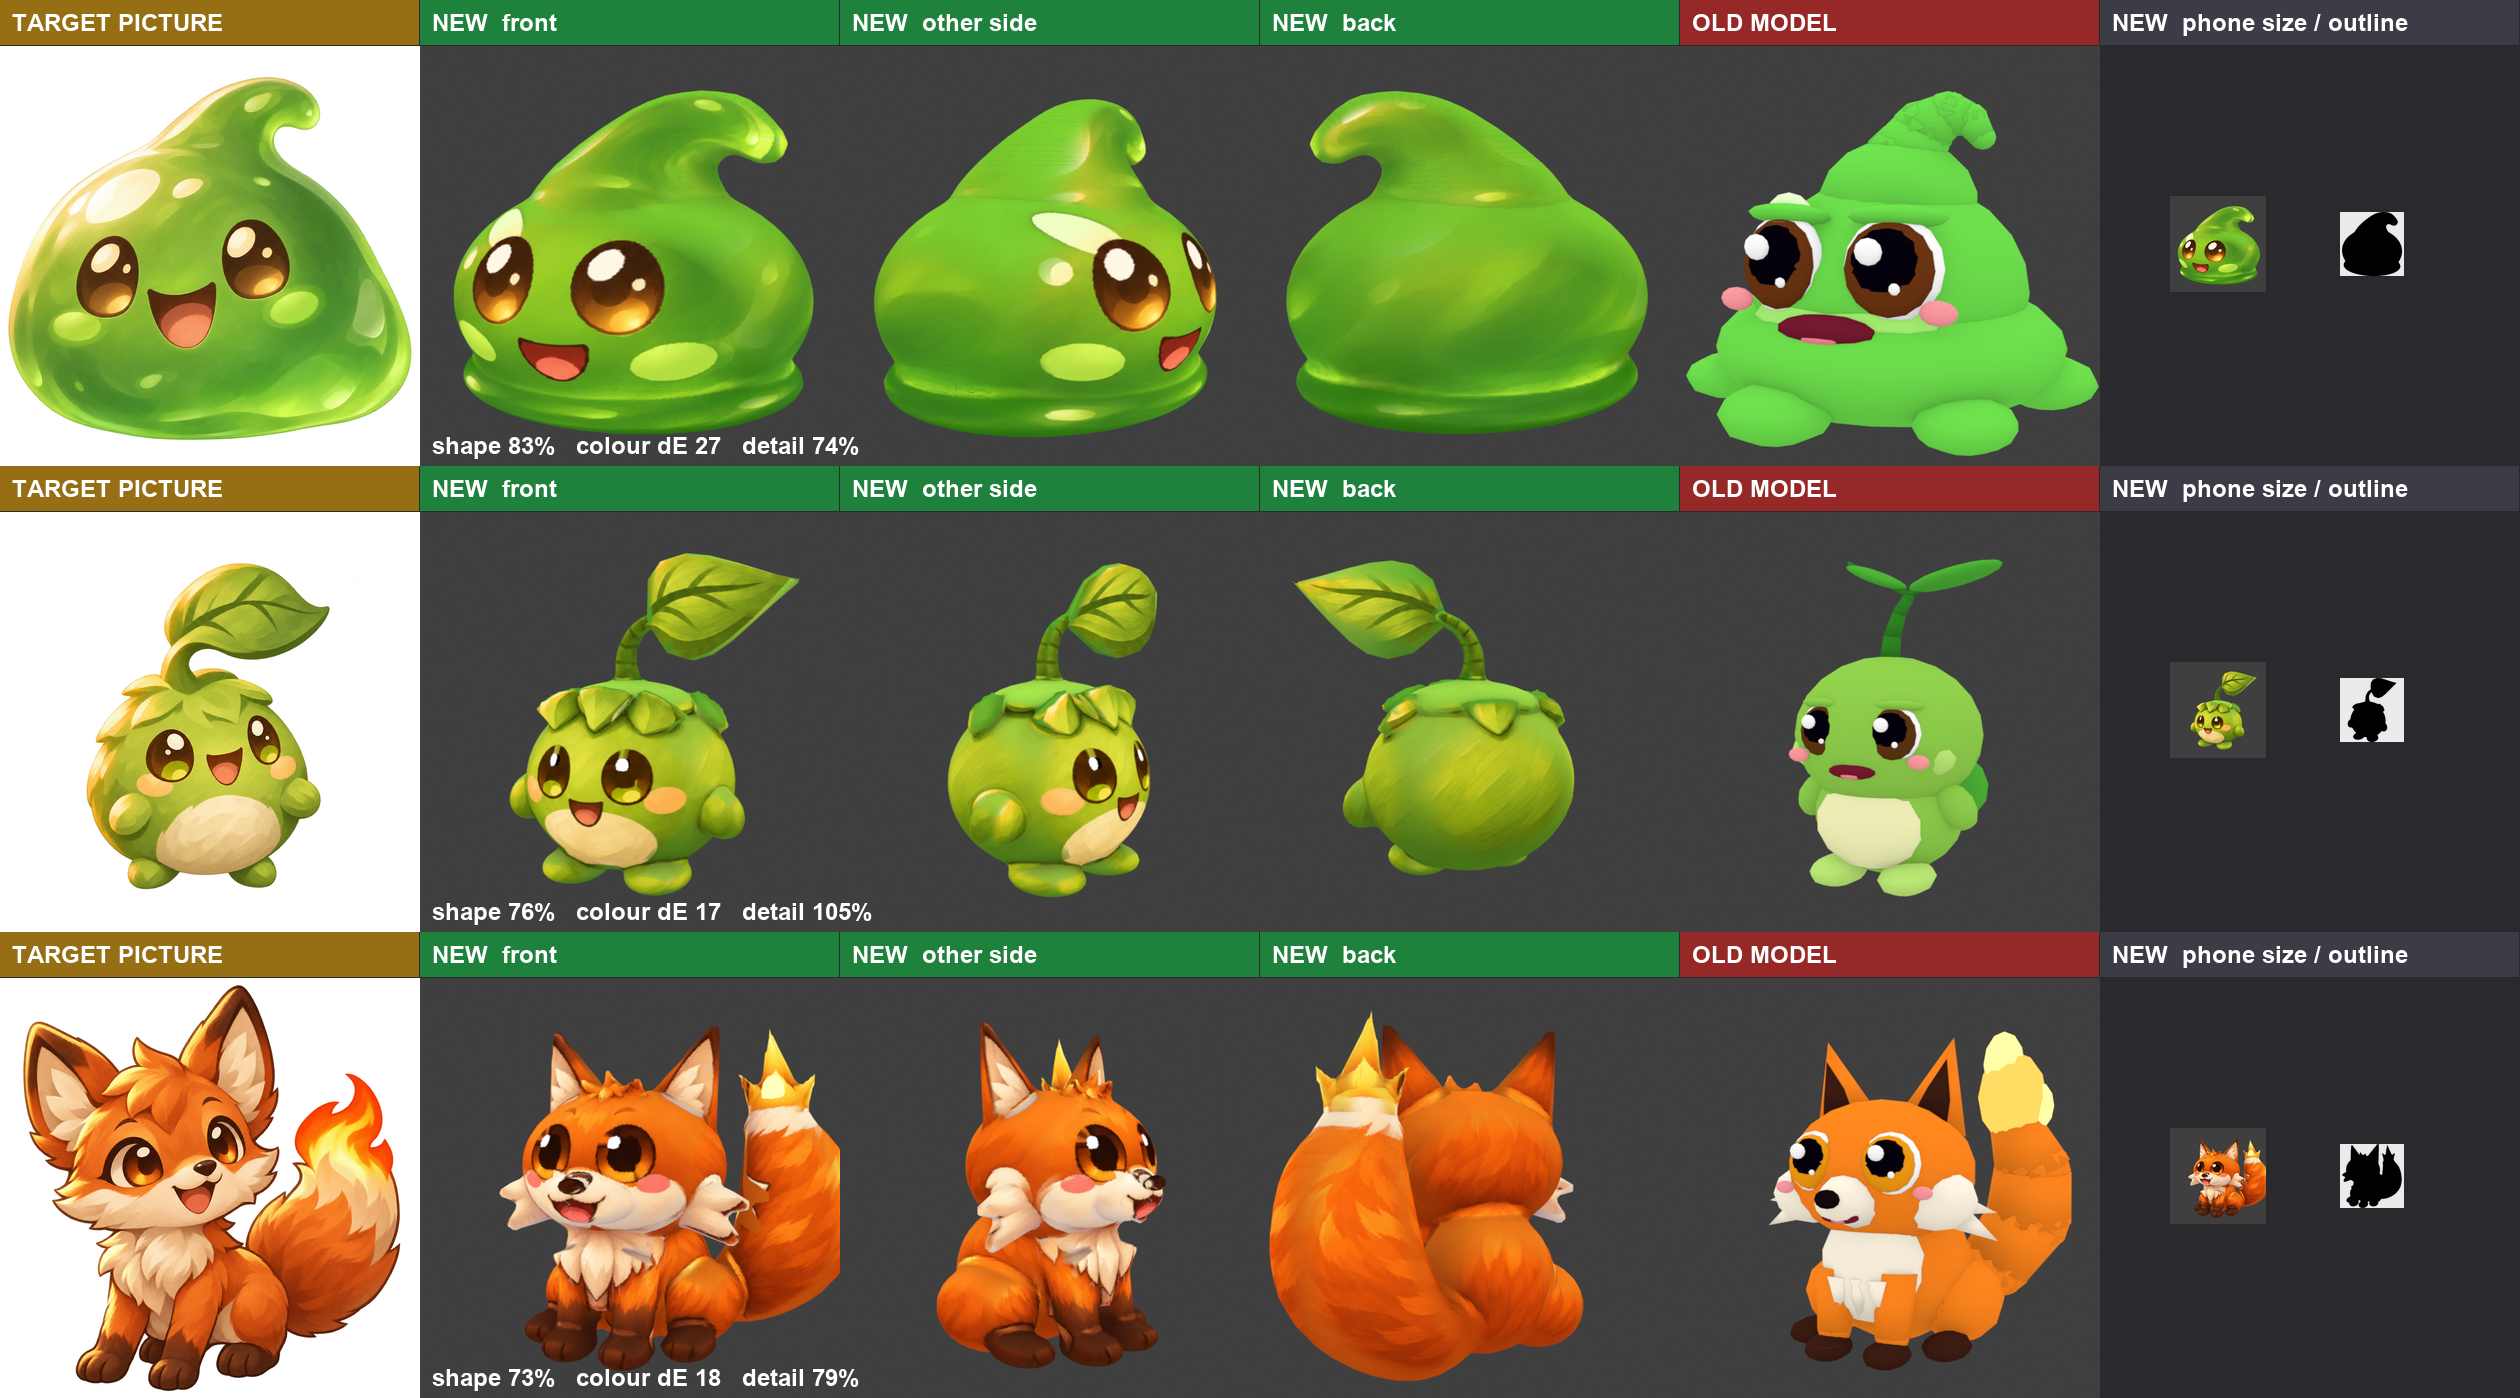 TARGET PICTURE
NEW front
NEW other side
NEW back
OLD MODEL
NEW phone size / outline
shape 83% colour dE 27 detail 74%
TARGET PICTURE
NEW front
NEW other side
NEW back
OLD MODEL
NEW phone size / outline
shape 76% colour dE 17 detail 105%
TARGET PICTURE
NEW front
NEW other side
NEW back
OLD MODEL
NEW phone size / outline
shape 73% colour dE 18 detail 79%